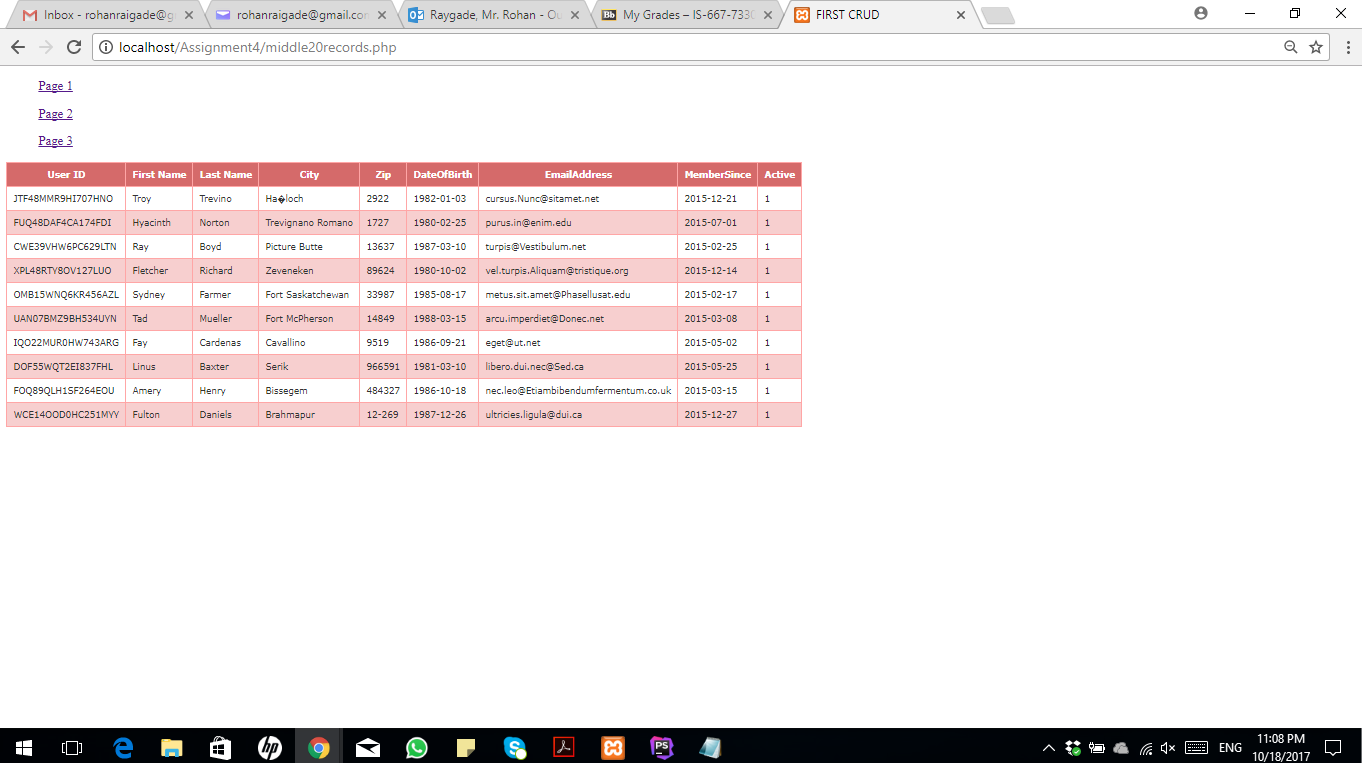 Inbox - rohanraigade@g
rohanraigade@gmail.con
Raygade, Mr. Rohan - Ou
Bb My Grades – IS-667-7330
FIRST CRUD
localhost/Assignment4/middle20records.php
Page 1
Page 2
Page 3
User ID First Name Last Name City Zip DateOfBirth EmailAddress MemberSince Active
JTF48MMR9HI707HNO Troy Trevino Ha�loch 2922 1982-01-03 cursus.Nunc@sitamet.net 2015-12-21 1
FUQ48DAF4CA174FDI Hyacinth Norton Trevignano Romano 1727 1980-02-25 purus.in@enim.edu 2015-07-01 1
CWE39VHW6PC629LTN Ray Boyd Picture Butte 13637 1987-03-10 turpis@Vestibulum.net 2015-02-25 1
XPL48RTY8OV127LUO Fletcher Richard Zeveneken 89624 1980-10-02 vel.turpis.Aliquam@tristique.org 2015-12-14 1
OMB15WNQ6KR456AZL Sydney Farmer Fort Saskatchewan 33987 1985-08-17 metus.sit.amet@Phasellusat.edu 2015-02-17 1
UAN07BMZ9BH534UYN Tad Mueller Fort McPherson 14849 1988-03-15 arcu.imperdiet@Donec.net 2015-03-08 1
IQO22MUR0HW743ARG Fay Cardenas Cavallino 9519 1986-09-21 eget@ut.net 2015-05-02 1
DOF55WQT2EI837FHL Linus Baxter Serik 966591 1981-03-10 libero.dui.nec@Sed.ca 2015-05-25 1
FOQ89QLH1SF264EOU Amery Henry Bissegem 484327 1986-10-18 nec.leo@Etiambibendumfermentum.co.uk 2015-03-15 1
WCE14OOD0HC251MYY Fulton Daniels Brahmapur 12-269 1987-12-26 ultricies.ligula@dui.ca 2015-12-27 1
hp
PS
ENG
11:08 PM
10/18/2017